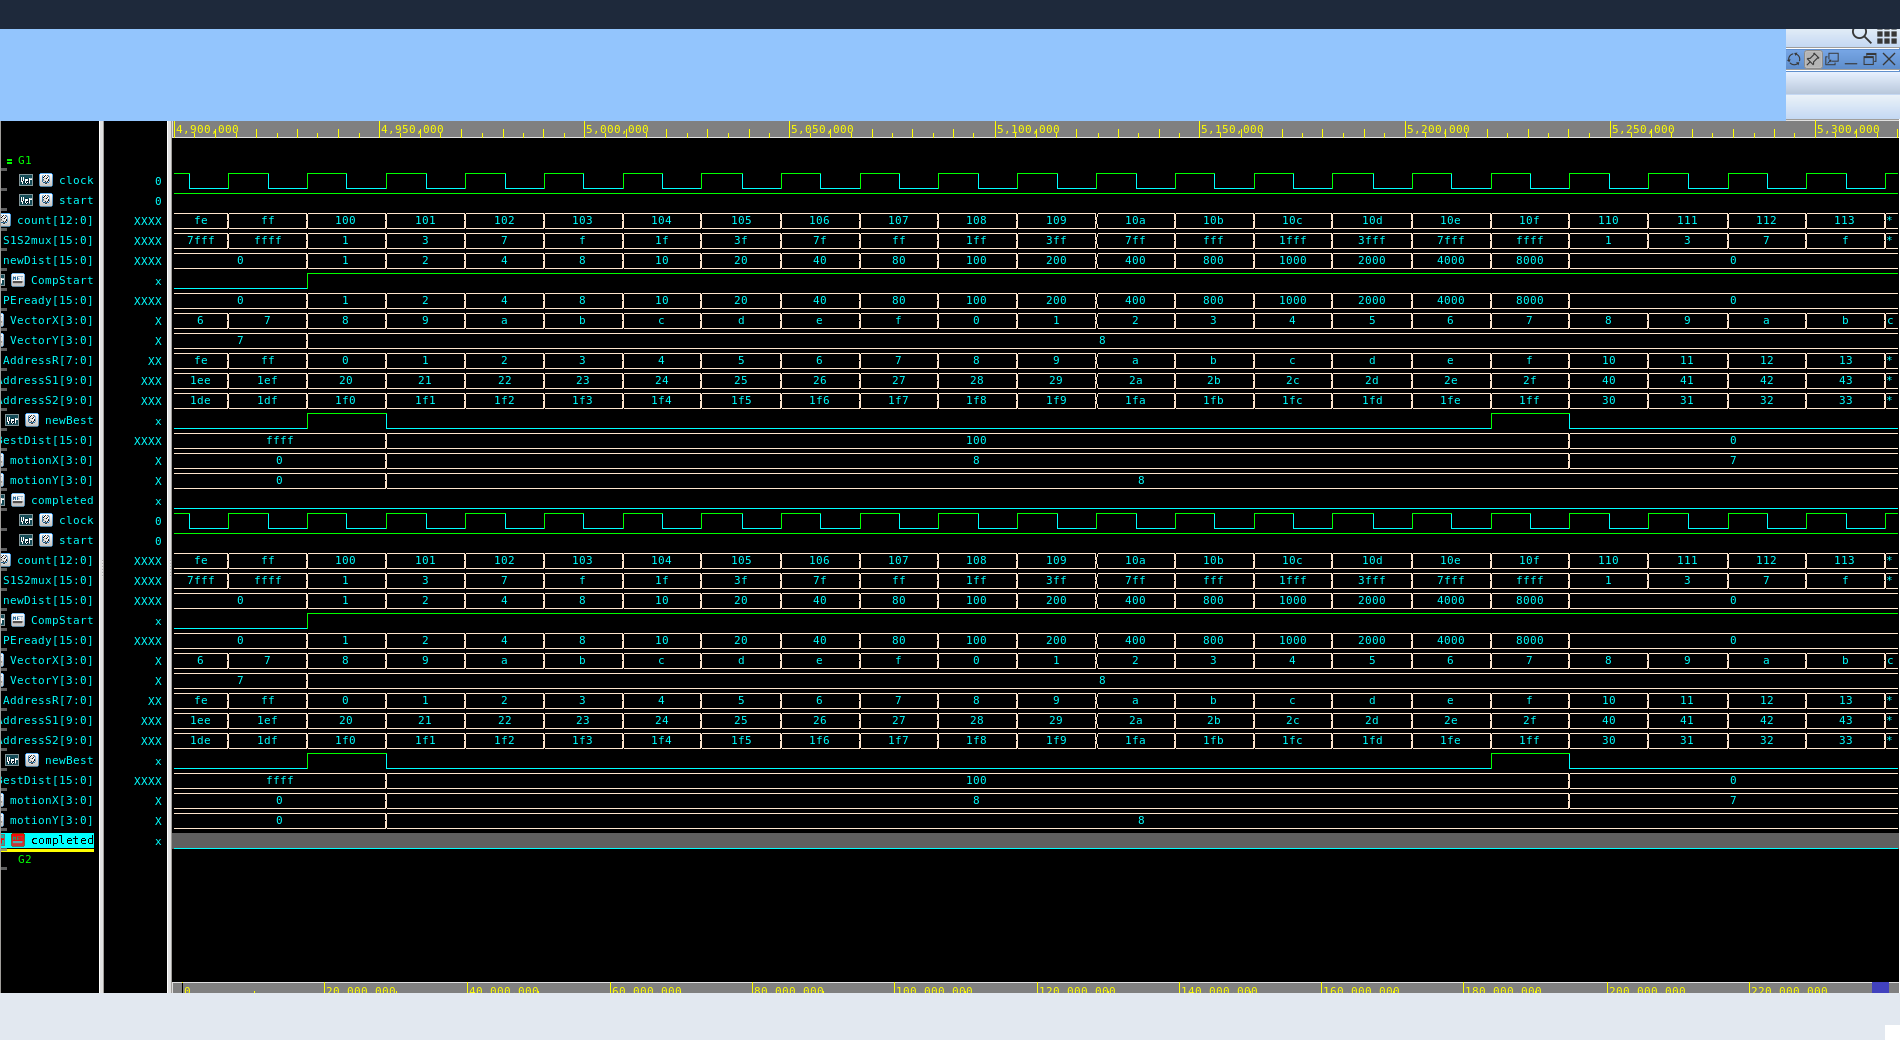 4,900,000 4,950,000 5,000,000 5,050,000 5,100,000 5,150,000 5,200,000 5,250,000 5,300,000
G1
clock 0
start 0
count[12:0] XXXX fe ff 100 101 102 103 104 105 106 107 108 109 10a 10b 10c 10d 10e 10f 110 111 112 113 *
S1S2mux[15:0] XXXX 7fff ffff 1 3 7 f 1f 3f 7f ff 1ff 3ff 7ff fff 1fff 3fff 7fff ffff 1 3 7 f *
newDist[15:0] XXXX 0 1 2 4 8 10 20 40 80 100 200 400 800 1000 2000 4000 8000 0
CompStart x
PEready[15:0] XXXX 0 1 2 4 8 10 20 40 80 100 200 400 800 1000 2000 4000 8000 0
VectorX[3:0] X 6 7 8 9 a b c d e f 0 1 2 3 4 5 6 7 8 9 a b c
VectorY[3:0] X 7 8
AddressR[7:0] XX fe ff 0 1 2 3 4 5 6 7 8 9 a b c d e f 10 11 12 13 *
ddressS1[9:0] XXX 1ee 1ef 20 21 22 23 24 25 26 27 28 29 2a 2b 2c 2d 2e 2f 40 41 42 43 *
ddressS2[9:0] XXX 1de 1df 1f0 1f1 1f2 1f3 1f4 1f5 1f6 1f7 1f8 1f9 1fa 1fb 1fc 1fd 1fe 1ff 30 31 32 33 *
newBest x
estDist[15:0] XXXX ffff 100 0
motionX[3:0] X 0 8 7
motionY[3:0] X 0 8
completed x
clock 0
start 0
count[12:0] XXXX fe ff 100 101 102 103 104 105 106 107 108 109 10a 10b 10c 10d 10e 10f 110 111 112 113 *
S1S2mux[15:0] XXXX 7fff ffff 1 3 7 f 1f 3f 7f ff 1ff 3ff 7ff fff 1fff 3fff 7fff ffff 1 3 7 f *
newDist[15:0] XXXX 0 1 2 4 8 10 20 40 80 100 200 400 800 1000 2000 4000 8000 0
CompStart x
PEready[15:0] XXXX 0 1 2 4 8 10 20 40 80 100 200 400 800 1000 2000 4000 8000 0
VectorX[3:0] X 6 7 8 9 a b c d e f 0 1 2 3 4 5 6 7 8 9 a b c
VectorY[3:0] X 7 8
AddressR[7:0] XX fe ff 0 1 2 3 4 5 6 7 8 9 a b c d e f 10 11 12 13 *
ddressS1[9:0] XXX 1ee 1ef 20 21 22 23 24 25 26 27 28 29 2a 2b 2c 2d 2e 2f 40 41 42 43 *
ddressS2[9:0] XXX 1de 1df 1f0 1f1 1f2 1f3 1f4 1f5 1f6 1f7 1f8 1f9 1fa 1fb 1fc 1fd 1fe 1ff 30 31 32 33 *
newBest x
estDist[15:0] XXXX ffff 100 0
motionX[3:0] X 0 8 7
motionY[3:0] X 0 8
completed x
G2
0 20,000,000 40,000,000 60,000,000 80,000,000 100,000,000 120,000,000 140,000,000 160,000,000 180,000,000 200,000,000 220,000,000